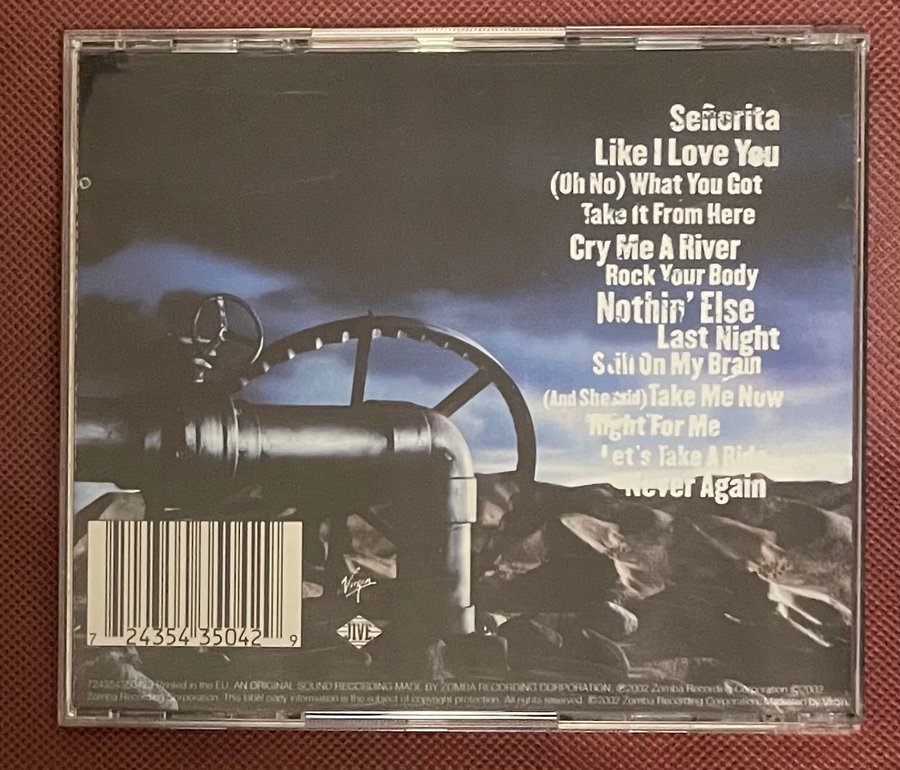 Señorita
Like I Love You
(Oh No) What You Got
Take It From Here
Cry Me A River
Rock Your Body
Nothin' Else
Last Night
Still On My Brain
(And She Said) Take Me Now
Right For Me
Let's Take A Ride
Never Again
Virgin
JIVE
7 24354 35042 9
Printed in the EU. AN ORIGINAL SOUND RECORDING MADE BY ZOMBA RECORDING CORPORATION. ℗2002 Zomba Recording Corporation ©2002
Zomba Recording Corporation. This label copy information is the subject of copyright protection. All rights reserved. ©2002 Zomba Recording Corporation. Marketed by Virgin.